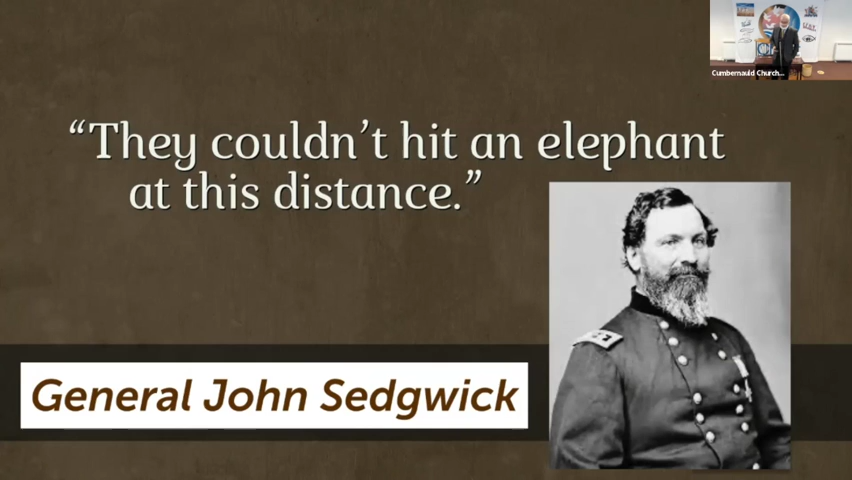 Cumbernauld Church...
“They couldn’t hit an elephant
at this distance.”
General John Sedgwick